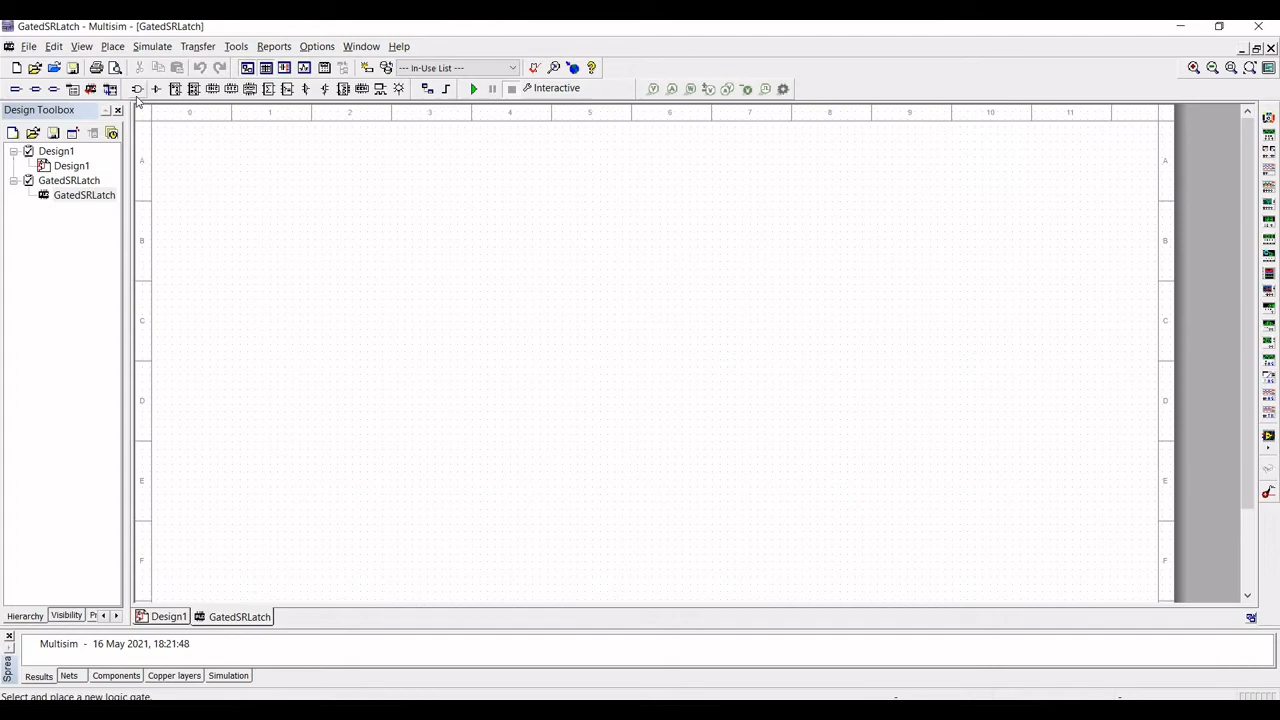 GatedSRLatch - Multisim - [GatedSRLatch]
File Edit View Place Simulate Transfer Tools Reports Options Window Help
--- In-Use List ---
Interactive
Design Toolbox
0 1 2 3 4 5 6 7 8 9 10 11
Design1
Design1
GatedSRLatch
GatedSRLatch
A A
B B
C C
D D
E E
F F
Hierarchy Visibility
Design1 GatedSRLatch
Multisim - 16 May 2021, 18:21:48
Sprea
Results Nets Components Copper layers Simulation
Select and place a new logic gate.